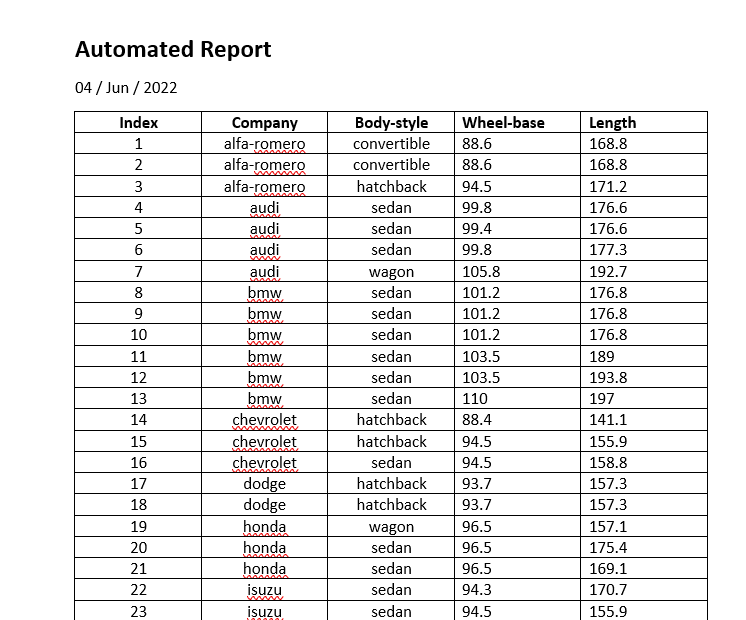 Automated Report
04 / Jun / 2022
Index Company Body-style Wheel-base Length
1 alfa-romero convertible 88.6 168.8
2 alfa-romero convertible 88.6 168.8
3 alfa-romero hatchback 94.5 171.2
4 audi sedan 99.8 176.6
5 audi sedan 99.4 176.6
6 audi sedan 99.8 177.3
7 audi wagon 105.8 192.7
8 bmw sedan 101.2 176.8
9 bmw sedan 101.2 176.8
10 bmw sedan 101.2 176.8
11 bmw sedan 103.5 189
12 bmw sedan 103.5 193.8
13 bmw sedan 110 197
14 chevrolet hatchback 88.4 141.1
15 chevrolet hatchback 94.5 155.9
16 chevrolet sedan 94.5 158.8
17 dodge hatchback 93.7 157.3
18 dodge hatchback 93.7 157.3
19 honda wagon 96.5 157.1
20 honda sedan 96.5 175.4
21 honda sedan 96.5 169.1
22 isuzu sedan 94.3 170.7
23 isuzu sedan 94.5 155.9